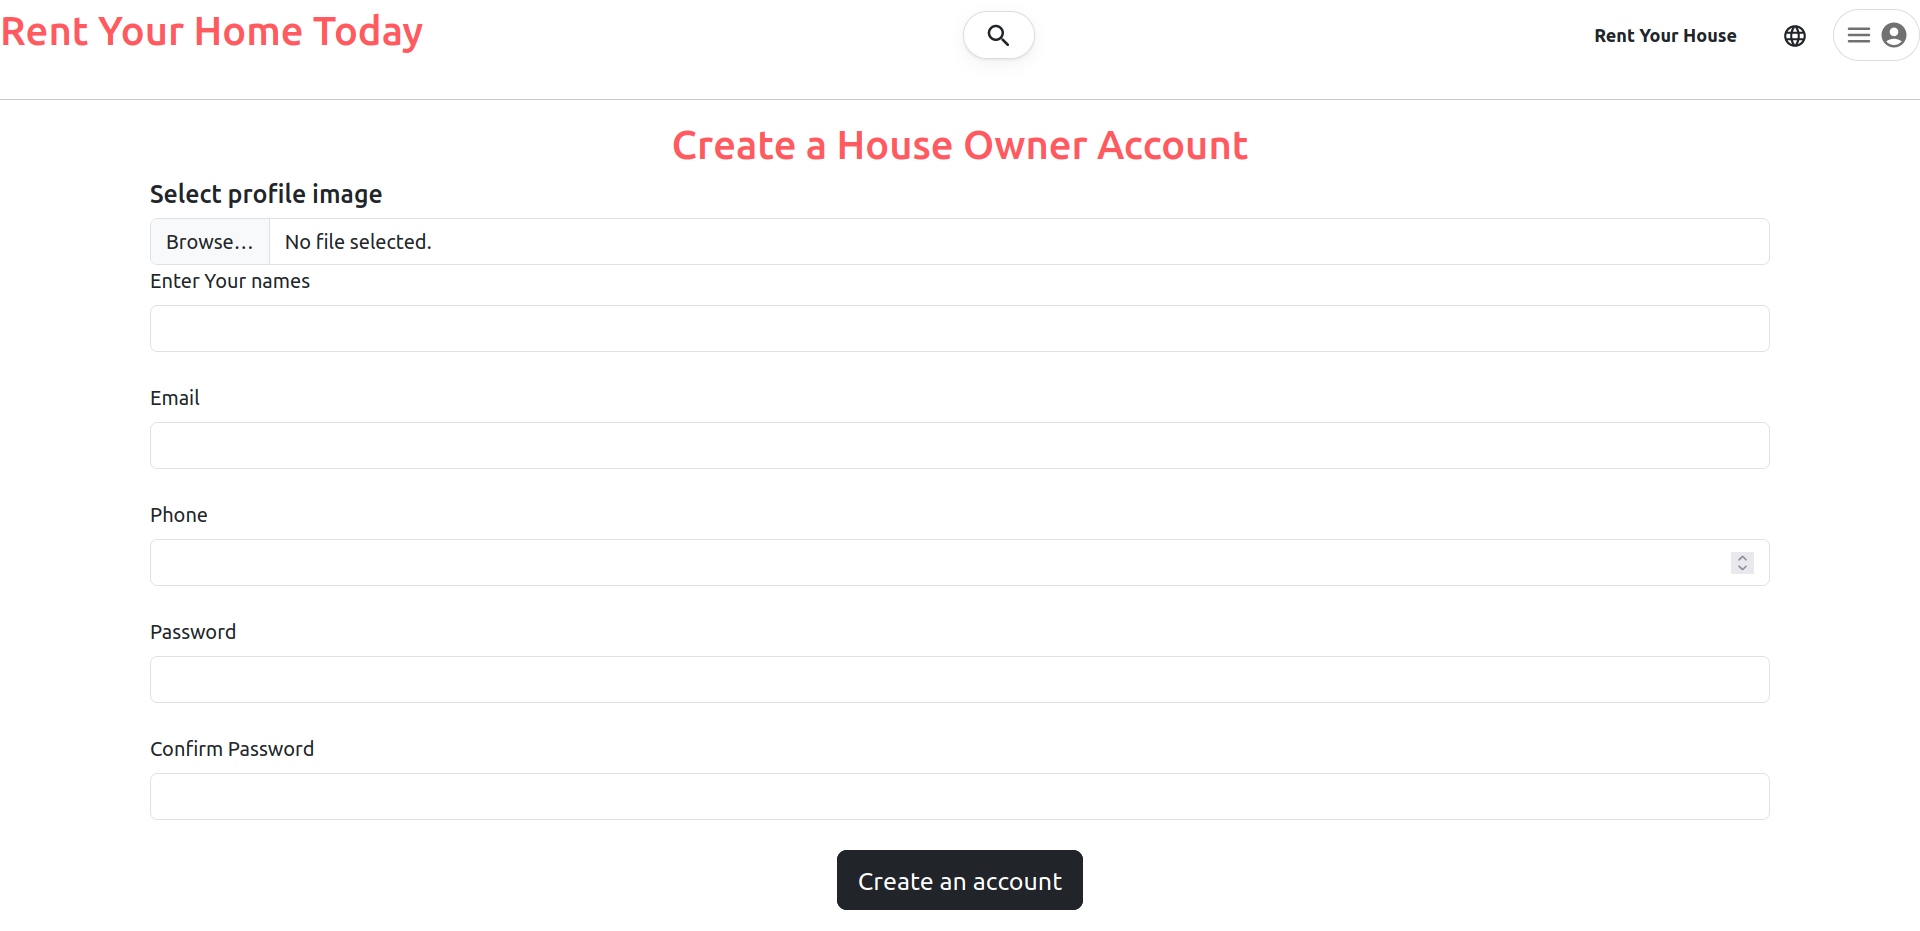 Rent Your Home Today
Rent Your House
Create a House Owner Account
Select profile image
Browse… No file selected.
Enter Your names
Email
Phone
Password
Confirm Password
Create an account